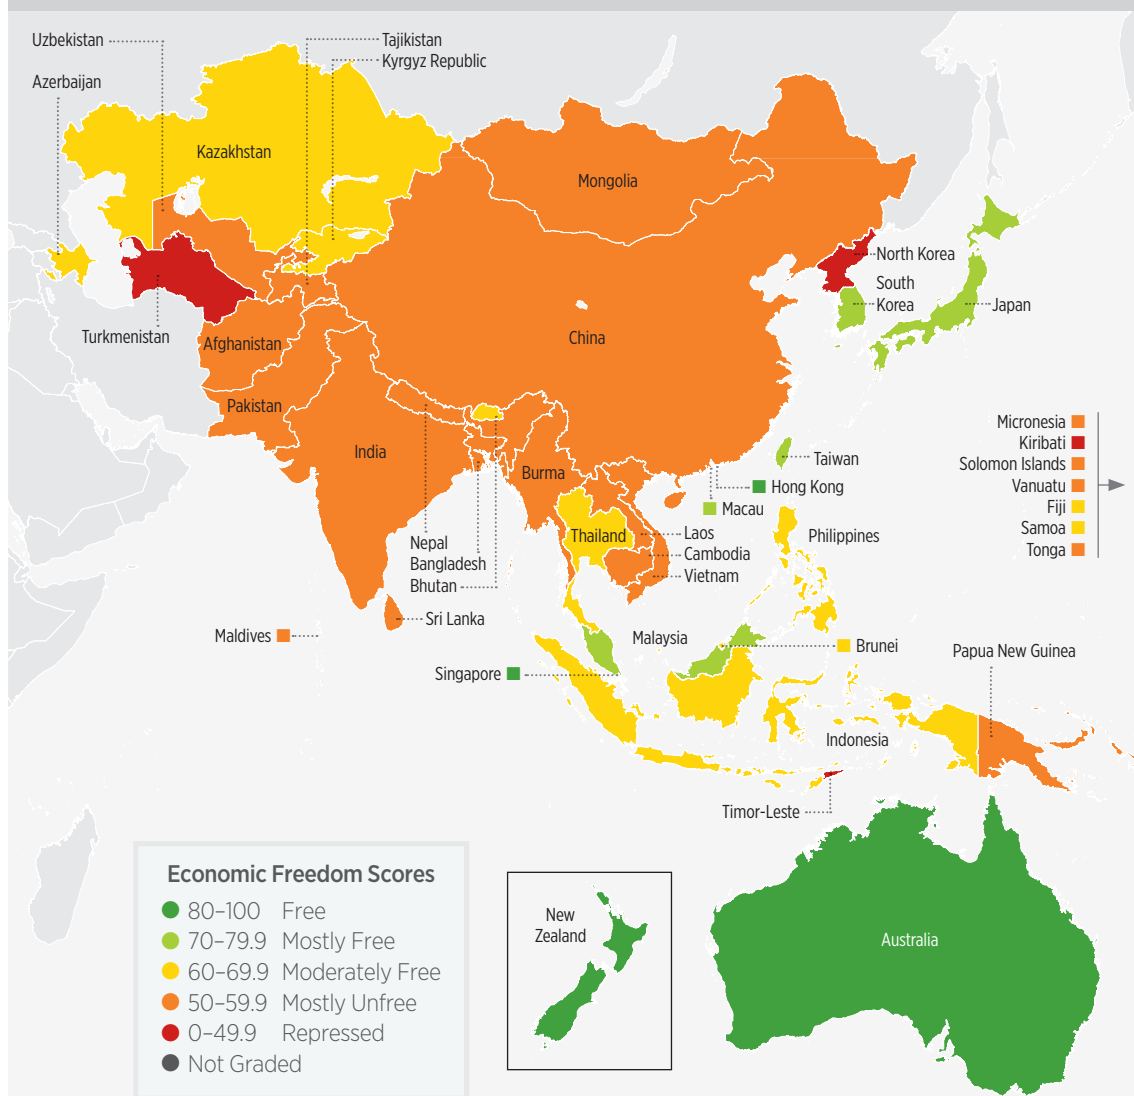 Uzbekistan
Tajikistan
Kyrgyz Republic
Azerbaijan
Kazakhstan
Mongolia
North Korea
South
Korea
Japan
Turkmenistan
Afghanistan
China
Pakistan
India
Burma
Micronesia
Kiribati
Solomon Islands
Vanuatu
Fiji
Samoa
Tonga
Taiwan
Hong Kong
Macau
Thailand
Philippines
Laos
Cambodia
Vietnam
Nepal
Bangladesh
Bhutan
Sri Lanka
Maldives
Malaysia
Brunei
Singapore
Papua New Guinea
Indonesia
Timor-Leste
Economic Freedom Scores
80–100 Free
70–79.9 Mostly Free
60–69.9 Moderately Free
50–59.9 Mostly Unfree
0–49.9 Repressed
Not Graded
New
Zealand
Australia